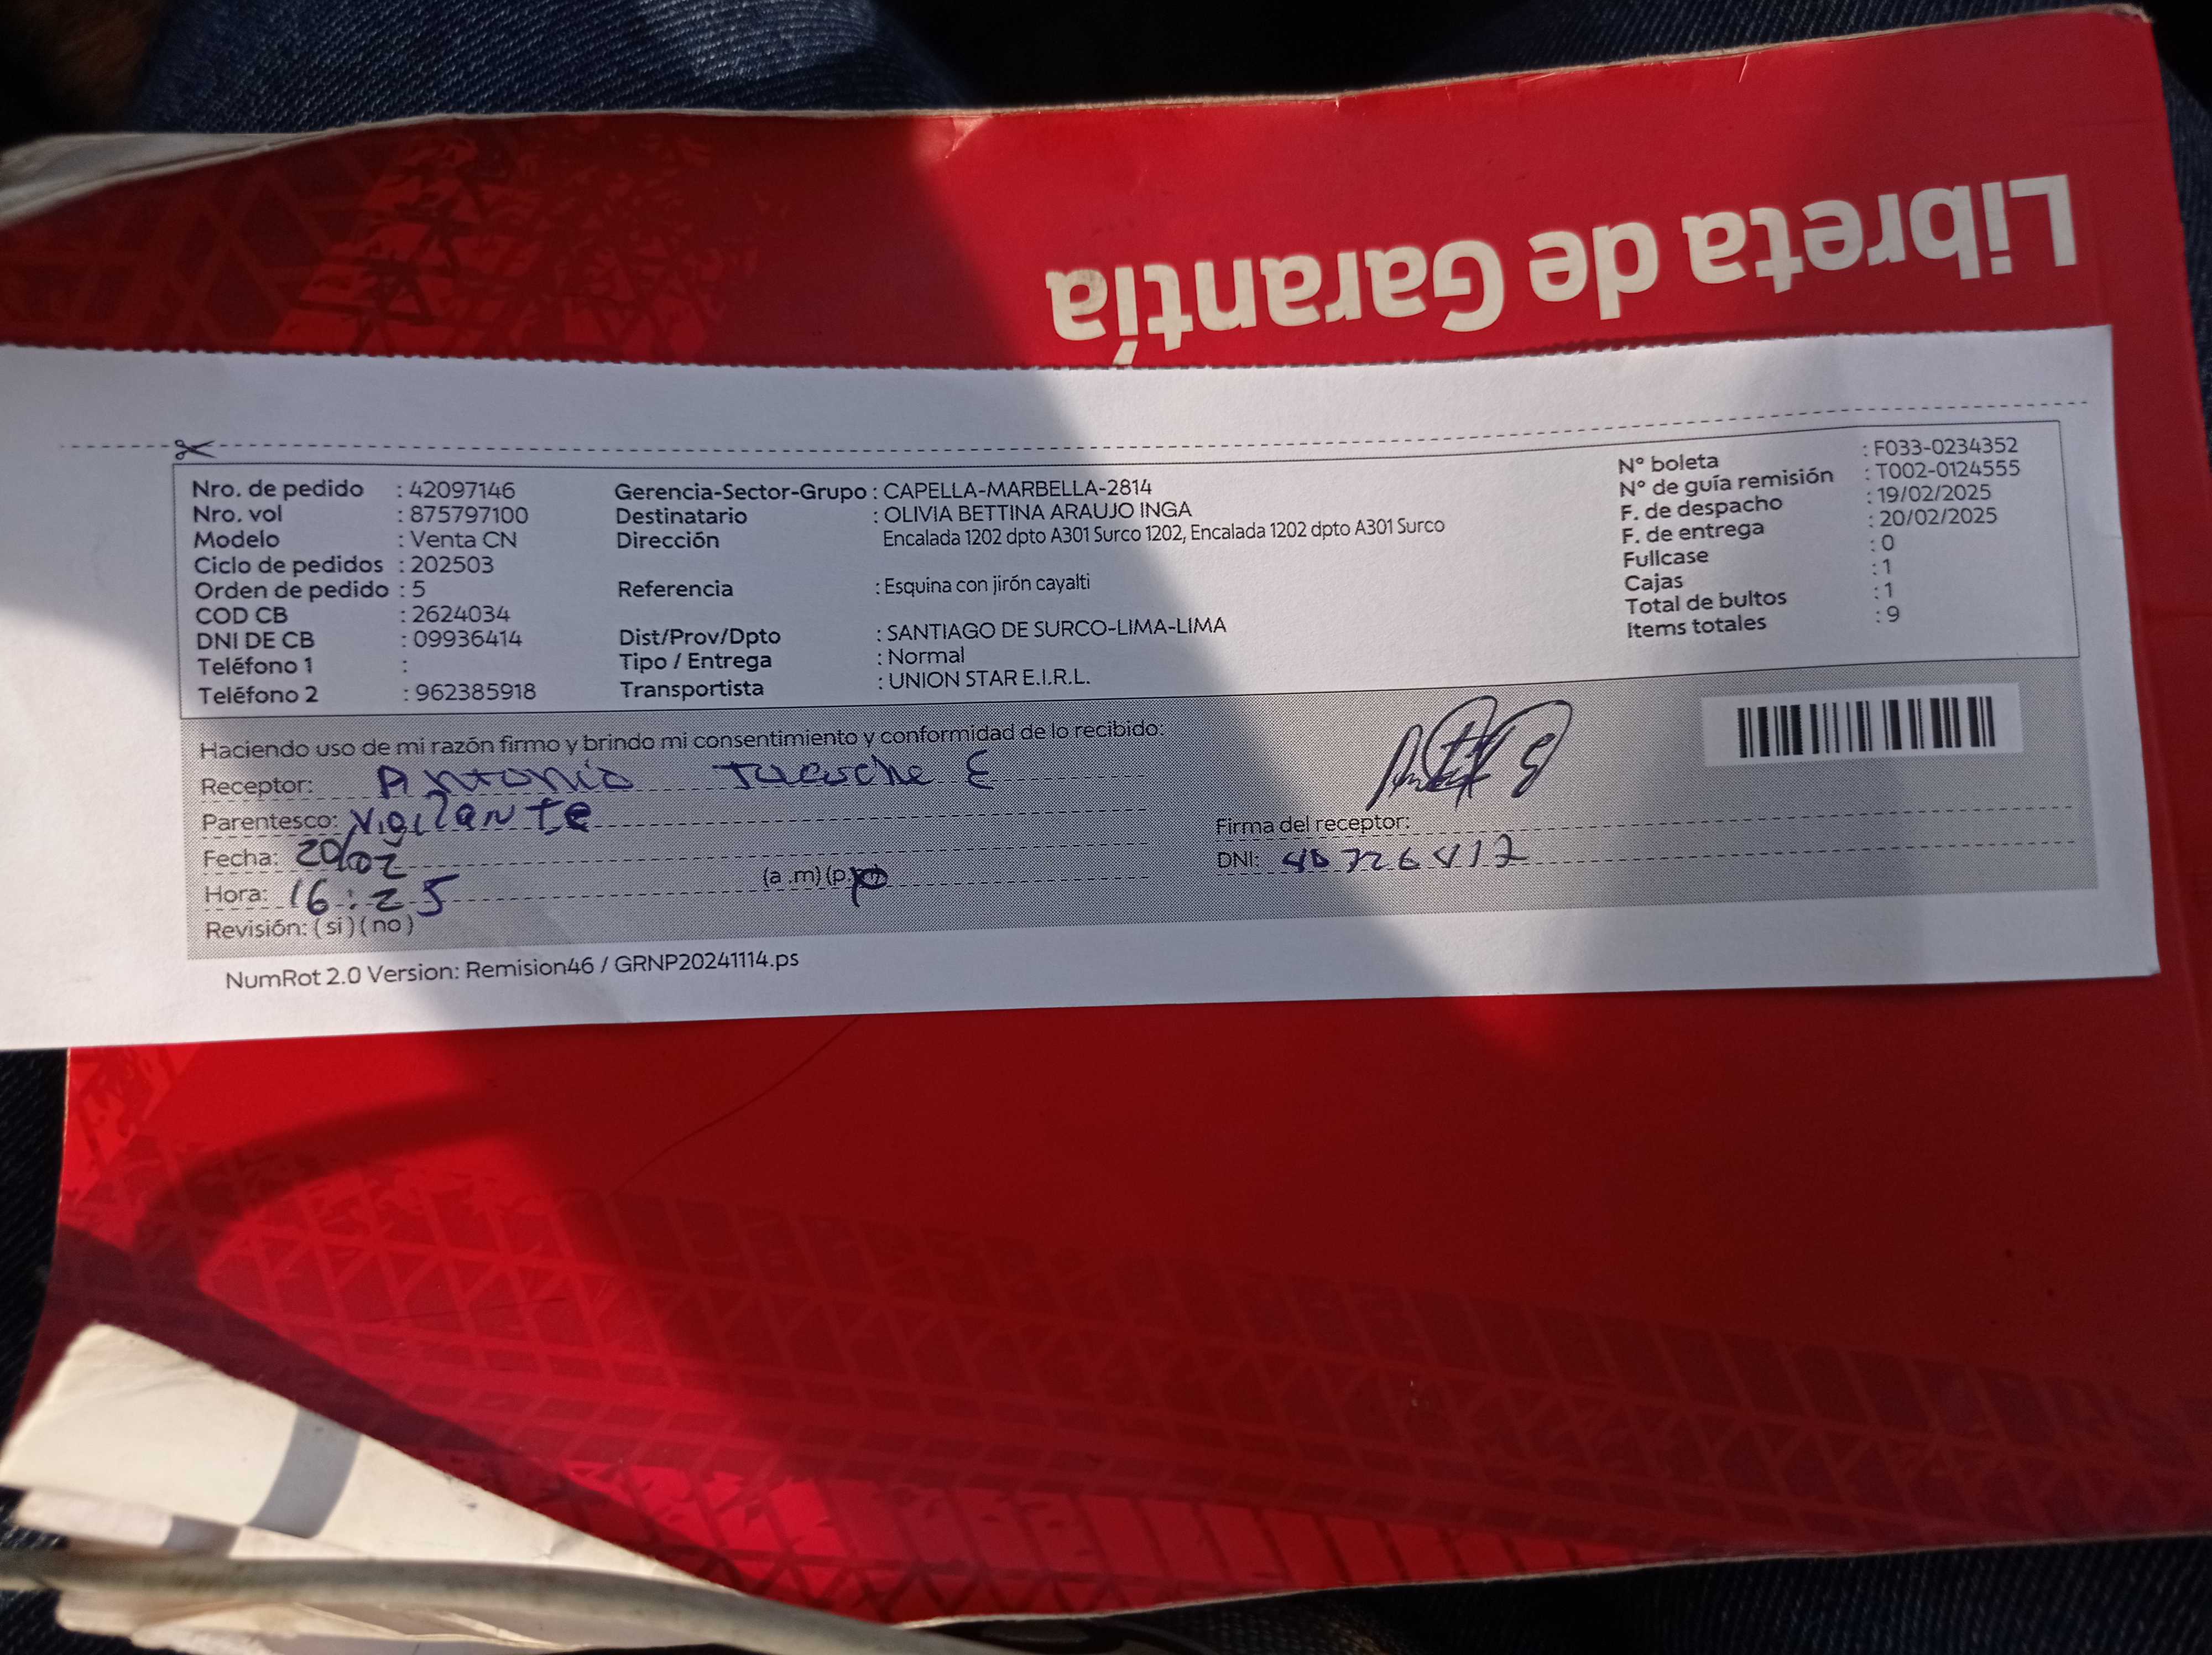 Libreta de Garantía
Nro. de pedido : 42097146
Nro. vol : 875797100
Modelo : Venta CN
Ciclo de pedidos : 202503
Orden de pedido : 5
COD CB : 2624034
DNI DE CB : 09936414
Teléfono 1 :
Teléfono 2 : 962385918
Gerencia-Sector-Grupo : CAPELLA-MARBELLA-2814
Destinatario : OLIVIA BETTINA ARAUJO INGA
Dirección Encalada 1202 dpto A301 Surco 1202, Encalada 1202 dpto A301 Surco
Referencia : Esquina con jirón cayalti
Dist/Prov/Dpto : SANTIAGO DE SURCO-LIMA-LIMA
Tipo / Entrega : Normal
Transportista : UNION STAR E.I.R.L.
N° boleta : F033-0234352
N° de guía remisión : T002-0124555
F. de despacho : 19/02/2025
F. de entrega : 20/02/2025
Fullcase : 0
Cajas : 1
Total de bultos : 1
Items totales : 9
Haciendo uso de mi razón firmo y brindo mi consentimiento y conformidad de lo recibido:
Receptor: Antonio E
Parentesco: Vigilante
Fecha: 20/02
Hora: 16:25 (a .m) (p.
Revisión: (si) (no)
Firma del receptor:
DNI:
NumRot 2.0 Version: Remision46 / GRNP20241114.ps